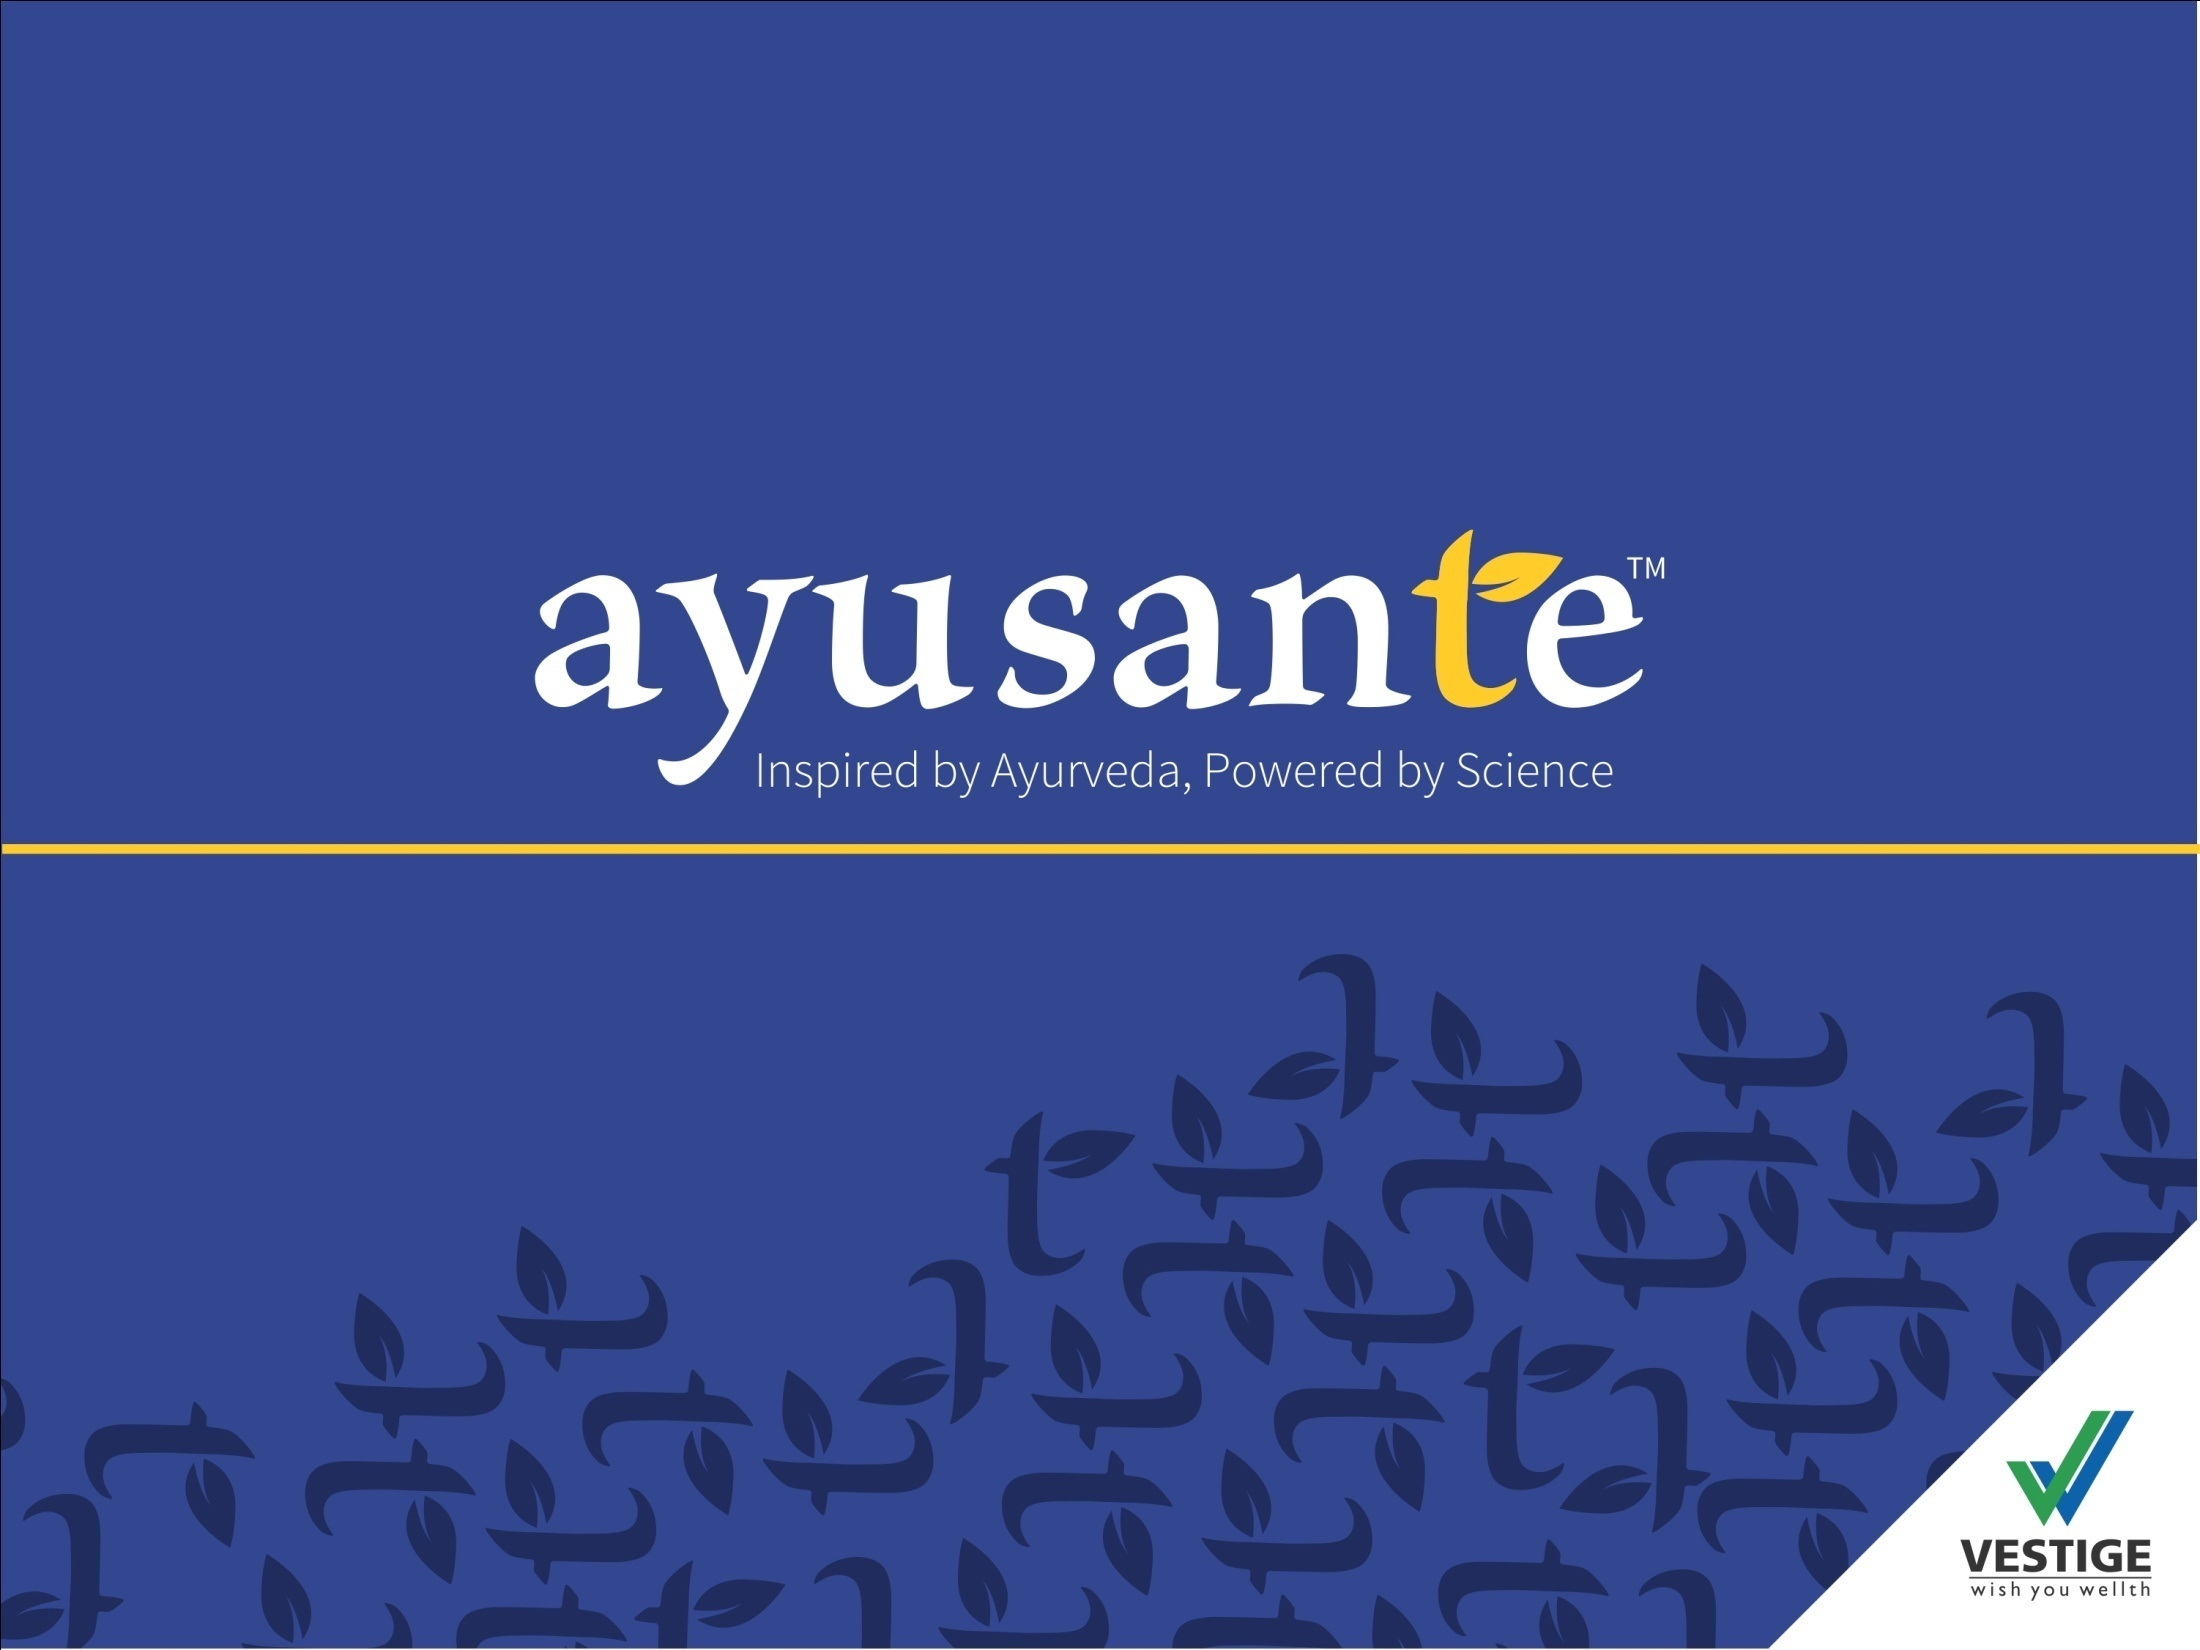 ayusante™
Inspired by Ayurveda, Powered by Science
VESTIGE
wish you wellth